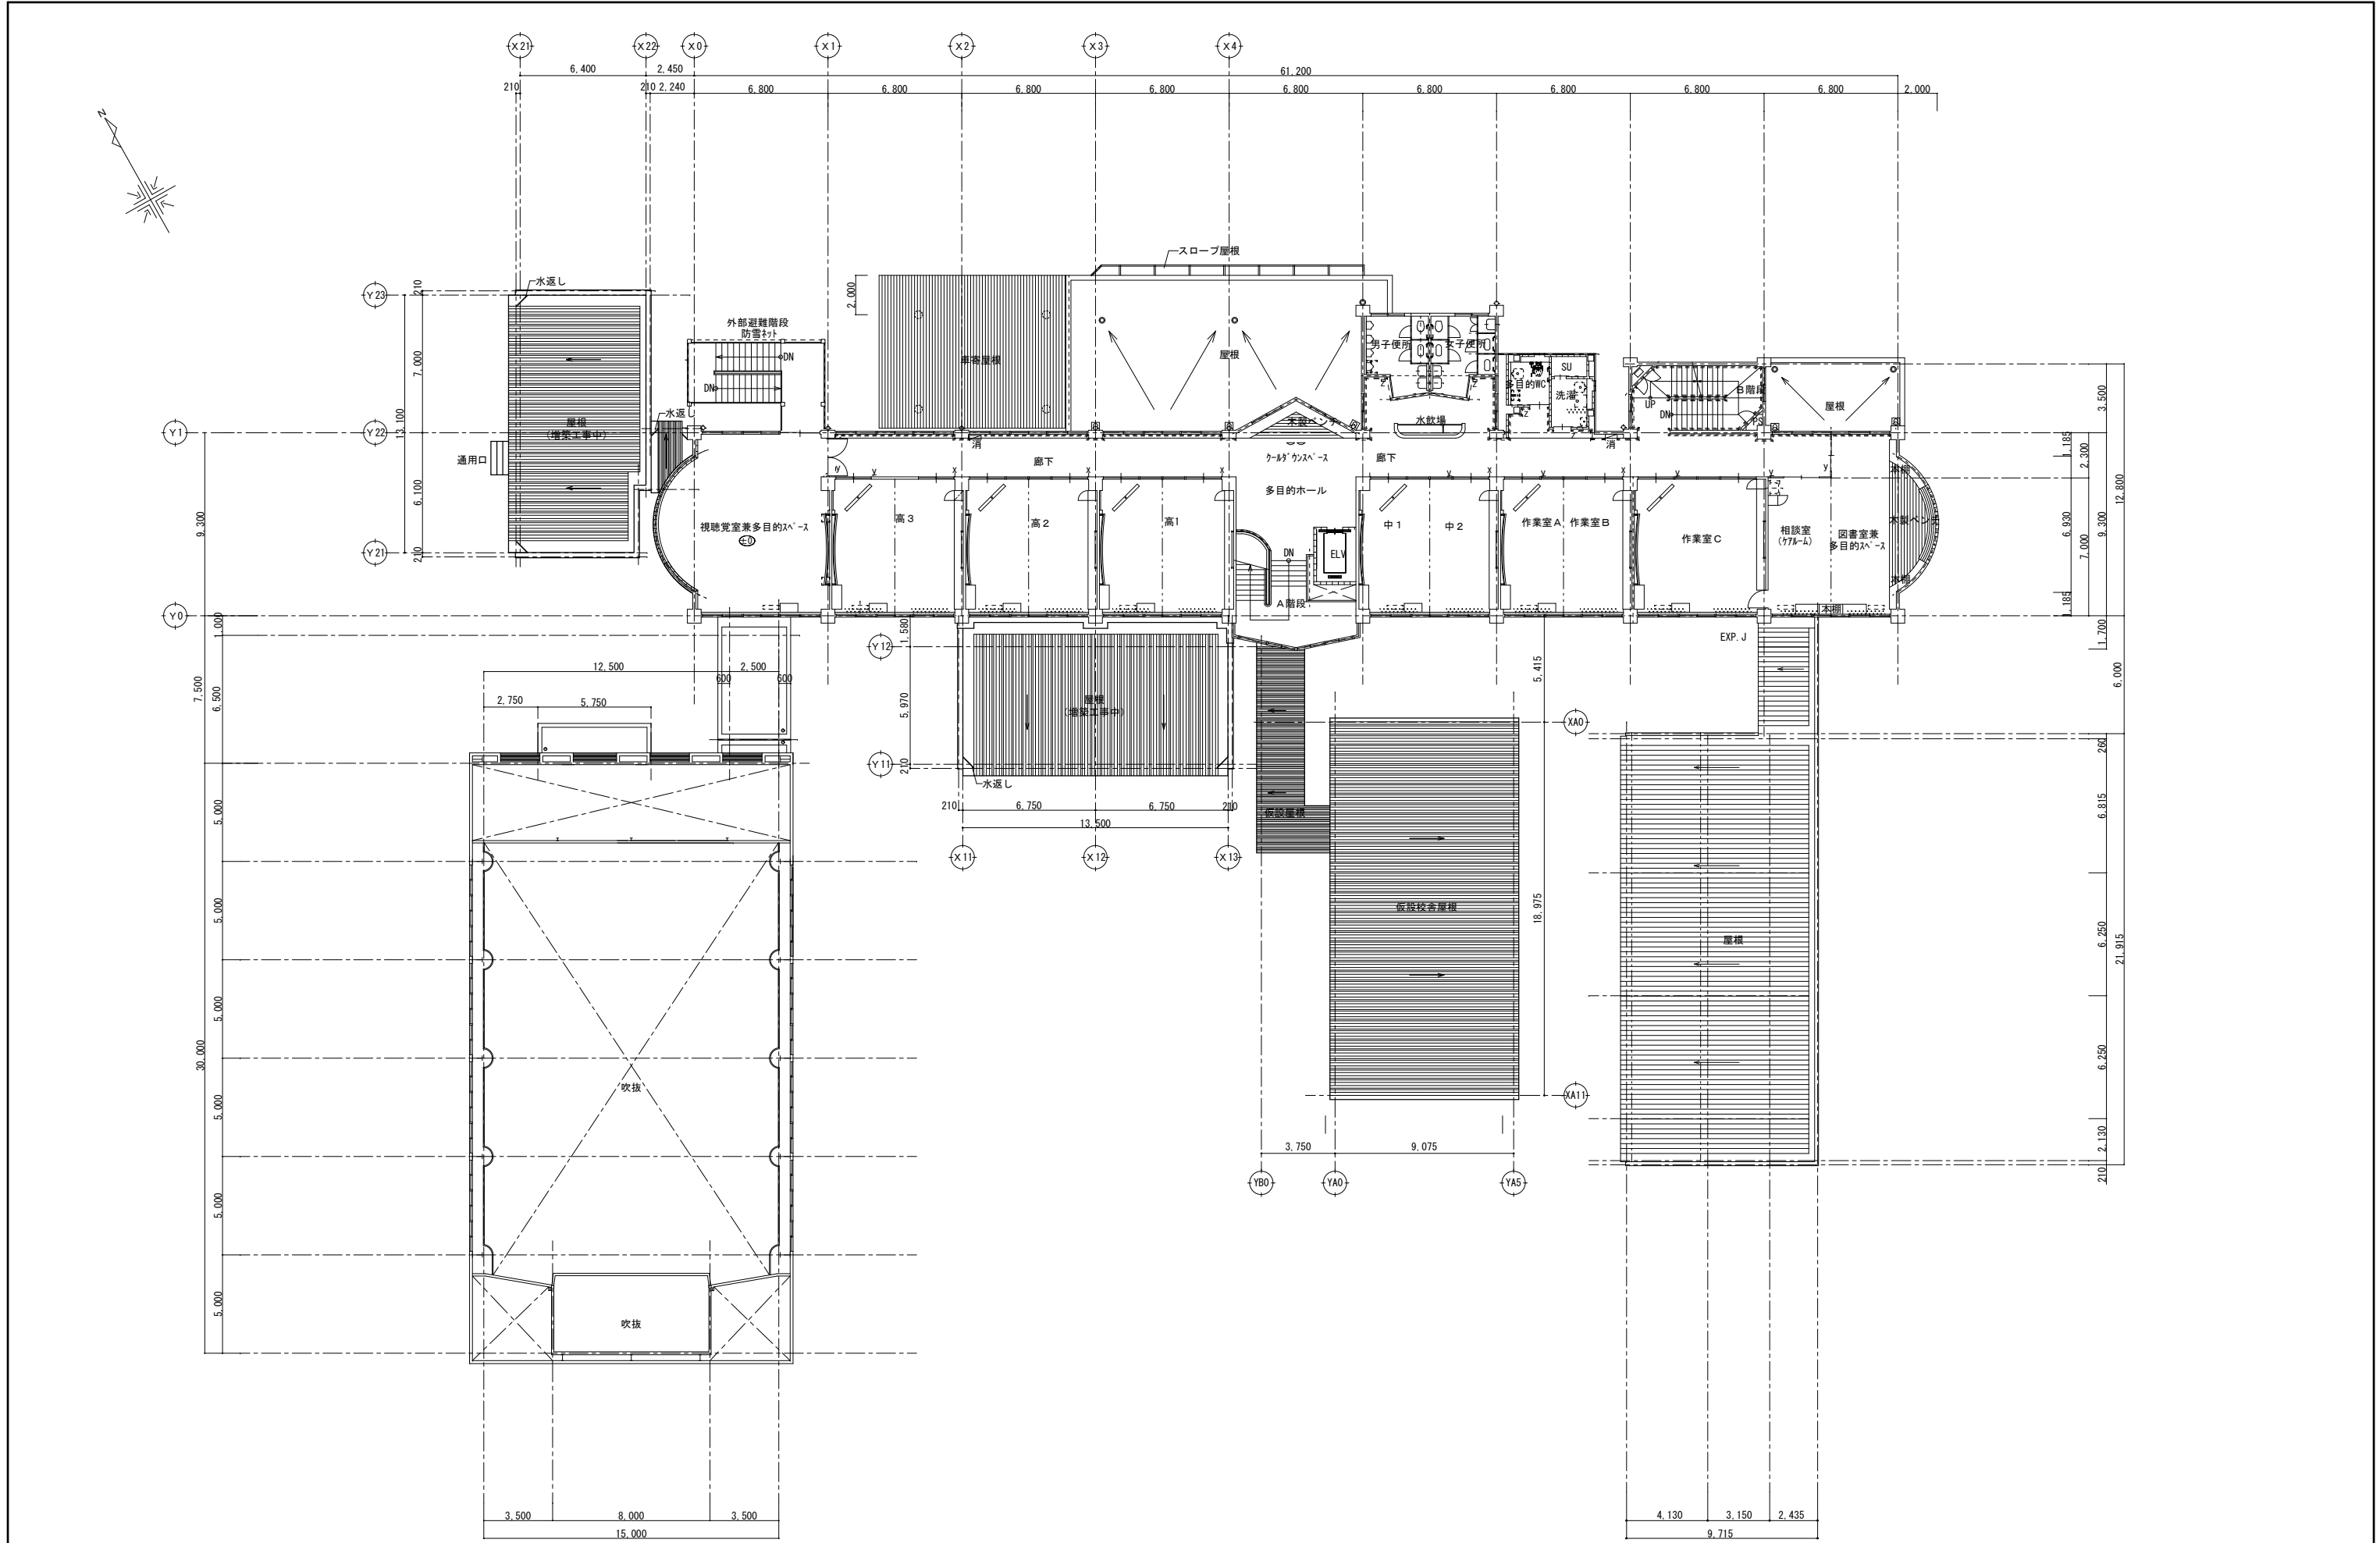 X21 X22 X0 X1 X2 X3 X4
6,400 2,450 61,200
210 210 2,240 6,800 6,800 6,800 6,800 6,800 6,800 6,800 6,800 6,800 2,000
N
スロープ屋根
水返し
Y23
210
2,000
外部避難階段
防雪ネット
DN
DN
7,000
13,100
車寄屋根
屋根
男子便所
女子便所
多目的WC
SU
洗濯
UP
DN
B階段
PS
屋根
3,500
水返し
屋根
(増築工事中)
木製ベンチ
水飲場
Y1
Y22
通用口
消
廊下
クールダウンスペース
廊下
消
1,185
2,300
12,800
本棚
多目的ホール
6,100
9,300
視聴覚室兼多目的スペース
±0
高3
高2
高1
中1
中2
作業室A
作業室B
作業室C
相談室
(ケアルーム)
図書室兼
多目的スペース
木製ベンチ
6,930
9,300
7,000
Y21
210
DN
ELV
A階段
本棚
本棚
1,185
Y0
1,000
1,580
Y12
EXP.J
1,700
12,500
2,500
600
600
5,415
6,000
7,500
6,500
2,750
5,750
5,970
屋根
(増築工事中)
XA0
260
Y11
210
水返し
210 6,750 6,750 210
13,500
仮設屋根
5,000
6,815
X11 X12 X13
5,000
仮設校舎屋根
18,975
屋根
6,250
21,915
5,000
30,000
吹抜
6,250
XA11
5,000
3,750
9,075
2,130
210
YB0 YA0 YA5
5,000
5,000
吹抜
3,500 8,000 3,500
15,000
4,130 3,150 2,435
9,715